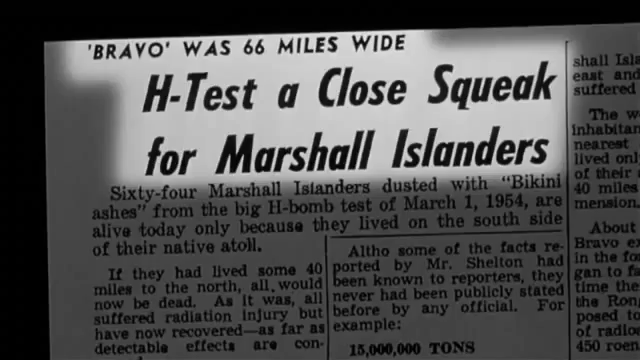 'BRAVO' WAS 66 MILES WIDE
H-Test a Close Squeak
for Marshall Islanders
Sixty-four Marshall Islanders dusted with "Bikini
ashes" from the big H-bomb test of March 1, 1954, are
alive today only because they lived on the south side
of their native atoll.
If they had lived some 40
miles to the north, all, would
now be dead. As it was, all
suffered radiation injury but
have now recovered—as far as
detectable effects are con-
Altho some of the facts re-
ported by Mr. Shelton had
been known to reporters, they
never had been publicly stated
before by any official. For
example:
15,000,000 TONS
shall Isla
east and
suffered
The w
inhabitan
nearest
lived onl
of their
40 miles
mension.
About
Bravo ex
in the fo
gan to fa
time the
the Ron
posed to
of radio
450 roen